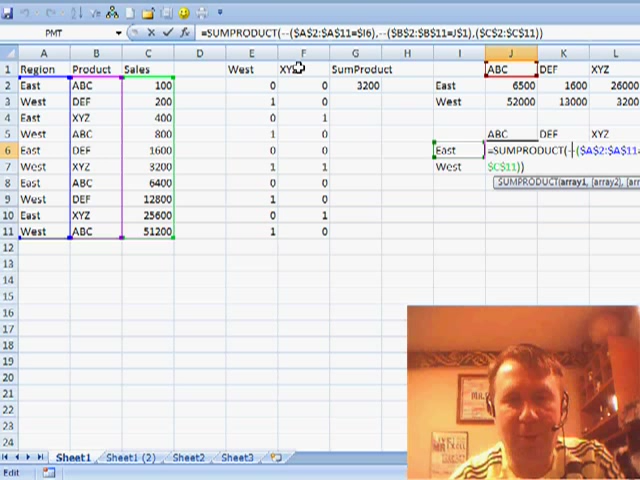 PMT =SUMPRODUCT(--($A$2:$A$11=$I6),--($B$2:$B$11=J$1),($C$2:$C$11))
A B C D E F G H I J K L
1 Region Product Sales West XYZ SumProduct ABC DEF XYZ
2 East ABC 100 0 0 3200 East 6500 1600 26000
3 West DEF 200 1 0 West 52000 13000 3200
4 East XYZ 400 0 1
5 West ABC 800 1 0 ABC DEF XYZ
6 East DEF 1600 0 0 East =SUMPRODUCT(--($A$2:$A$11=
7 West XYZ 3200 1 1 West $C$11))
8 East ABC 6400 0 0 SUMPRODUCT(array1, [array2], [arr
9 West DEF 12800 1 0
10 East XYZ 25600 0 1
11 West ABC 51200 1 0
12
13
14
15
16
17
18
19
20
21
22
23
24
Sheet1 Sheet1 (2) Sheet2 Sheet3
Edit